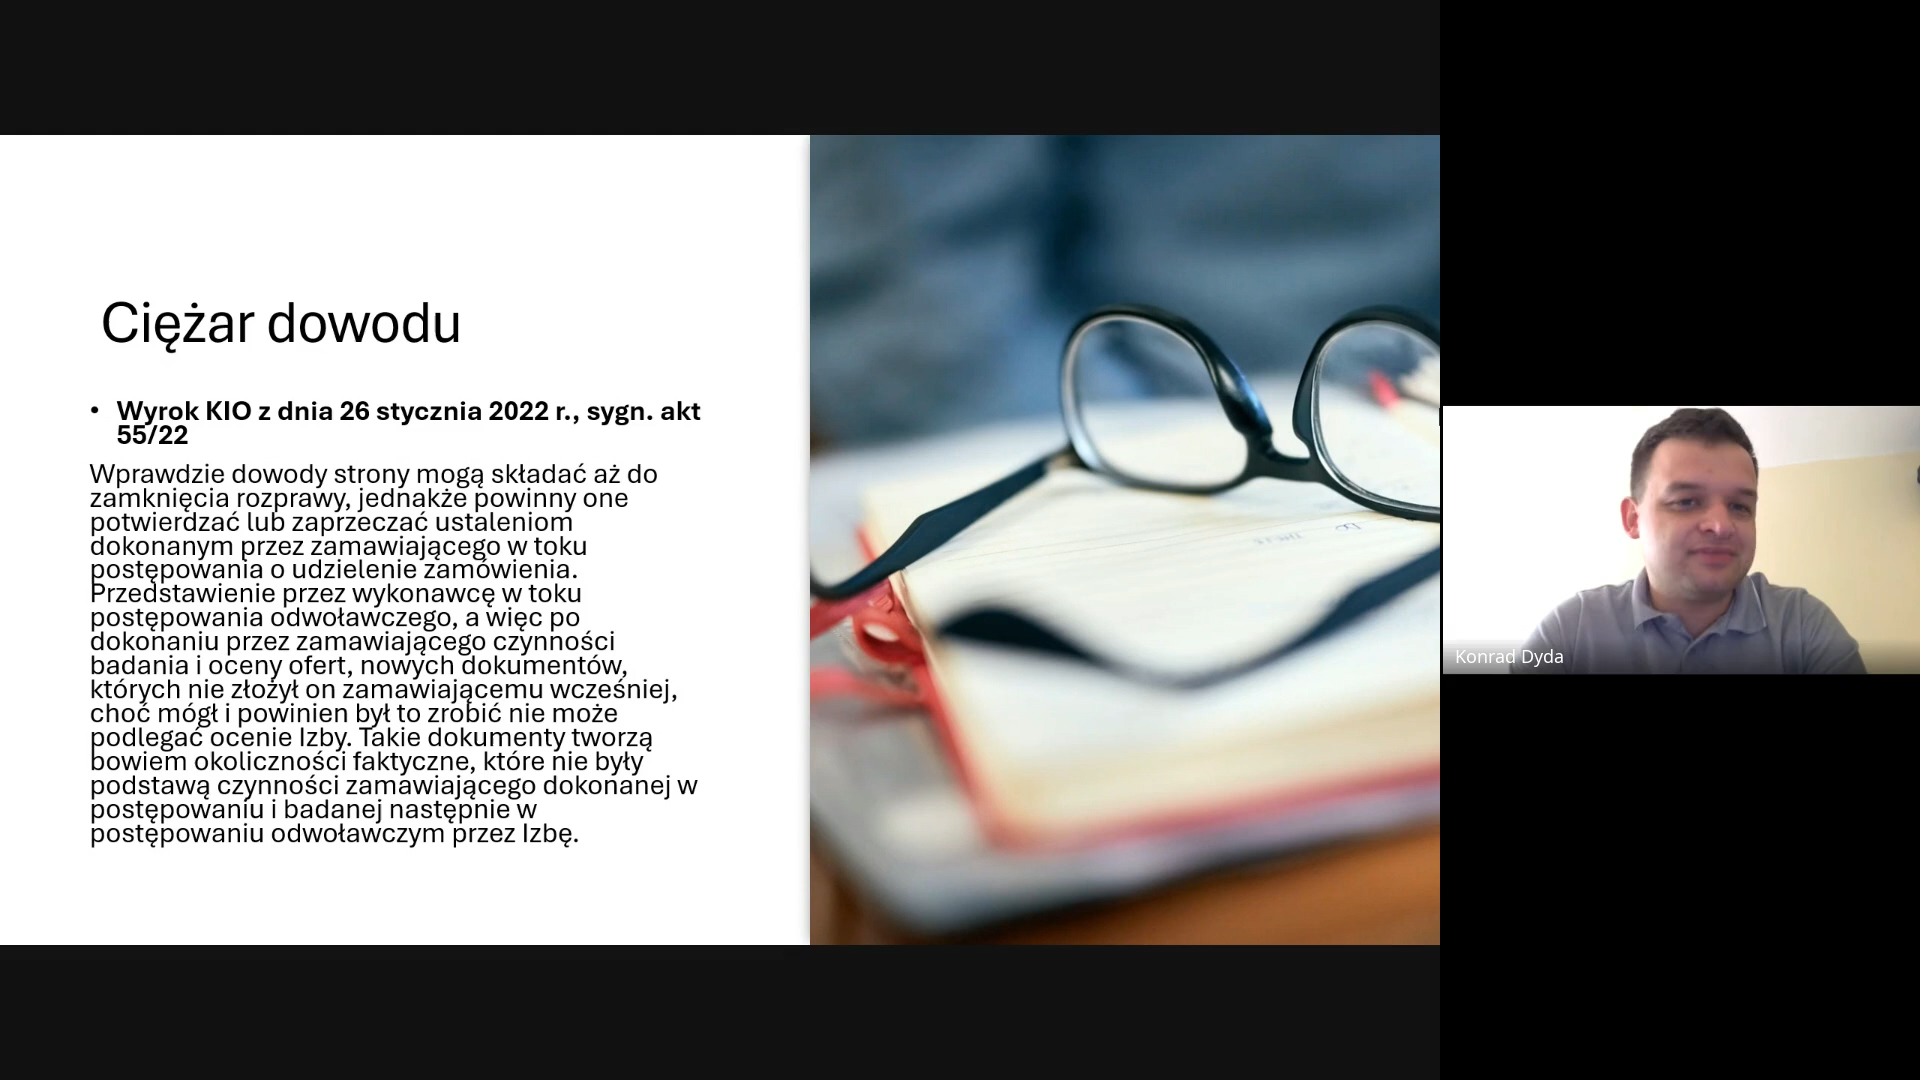 Ciężar dowodu
• Wyrok KIO z dnia 26 stycznia 2022 r., sygn. akt
55/22
Wprawdzie dowody strony mogą składać aż do
zamknięcia rozprawy, jednakże powinny one
potwierdzać lub zaprzeczać ustaleniom
dokonanym przez zamawiającego w toku
postępowania o udzielenie zamówienia.
Przedstawienie przez wykonawcę w toku
postępowania odwoławczego, a więc po
dokonaniu przez zamawiającego czynności
badania i oceny ofert, nowych dokumentów,
których nie złożył on zamawiającemu wcześniej,
choć mógł i powinien był to zrobić nie może
podlegać ocenie Izby. Takie dokumenty tworzą
bowiem okoliczności faktyczne, które nie były
podstawą czynności zamawiającego dokonanej w
postępowaniu i badanej następnie w
postępowaniu odwoławczym przez Izbę.
Konrad Dyda